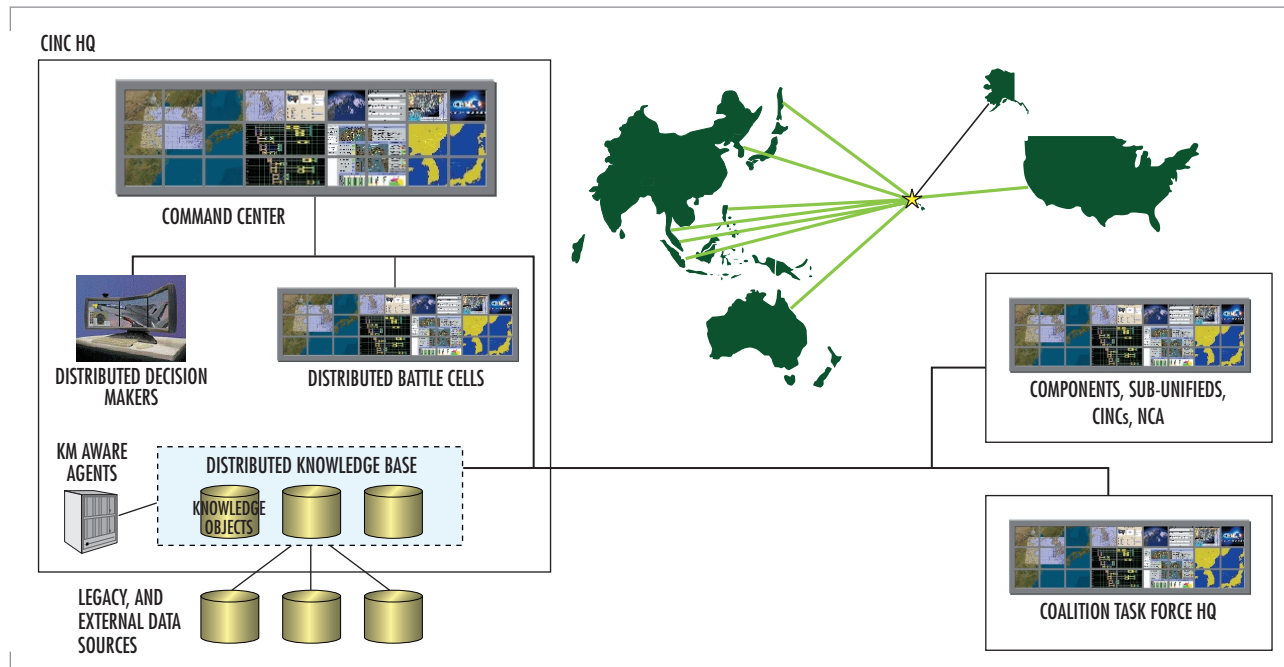 CINC HQ
COMMAND CENTER
DISTRIBUTED DECISION
MAKERS
DISTRIBUTED BATTLE CELLS
KM AWARE
AGENTS
DISTRIBUTED KNOWLEDGE BASE
KNOWLEDGE
OBJECTS
LEGACY, AND
EXTERNAL DATA
SOURCES
COMPONENTS, SUB-UNIFIEDS,
CINCs, NCA
COALITION TASK FORCE HQ